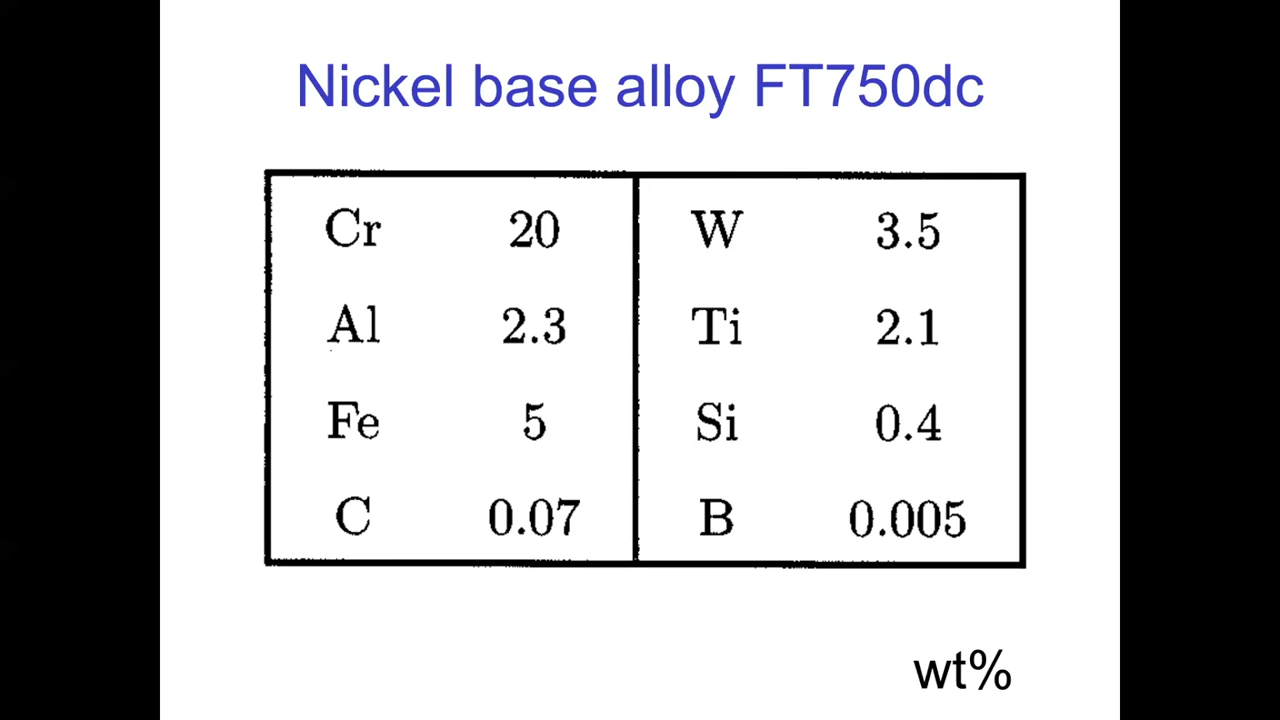 Nickel base alloy FT750dc
Cr 20 W 3.5
Al 2.3 Ti 2.1
Fe 5 Si 0.4
C 0.07 B 0.005
wt%